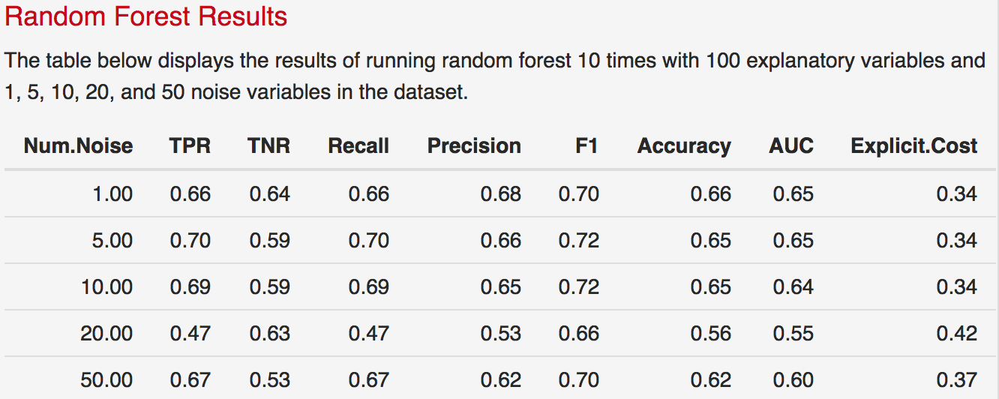 Random Forest Results
The table below displays the results of running random forest 10 times with 100 explanatory variables and
1, 5, 10, 20, and 50 noise variables in the dataset.
Num.Noise TPR TNR Recall Precision F1 Accuracy AUC Explicit.Cost
1.00 0.66 0.64 0.66 0.68 0.70 0.66 0.65 0.34
5.00 0.70 0.59 0.70 0.66 0.72 0.65 0.65 0.34
10.00 0.69 0.59 0.69 0.65 0.72 0.65 0.64 0.34
20.00 0.47 0.63 0.47 0.53 0.66 0.56 0.55 0.42
50.00 0.67 0.53 0.67 0.62 0.70 0.62 0.60 0.37